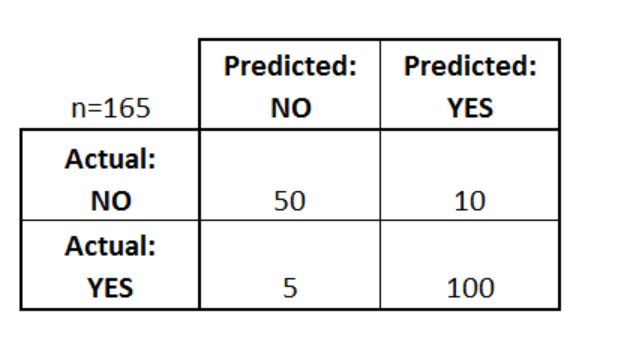 Predicted: Predicted:
n=165 NO YES
Actual:
NO 50 10
Actual:
YES 5 100